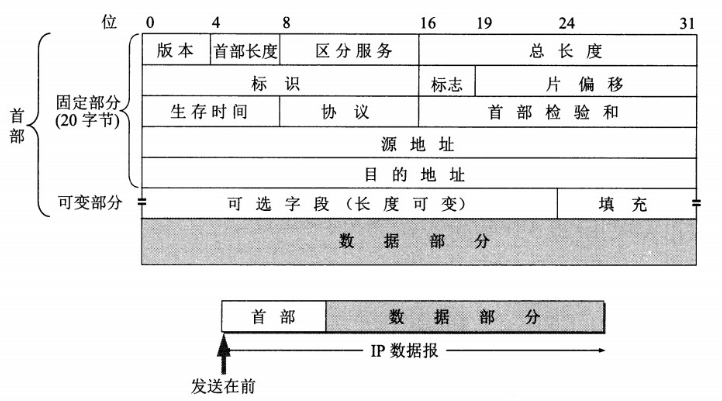 位 0 4 8 16 19 24 31
版本 首部长度 区分服务 总长度
标识 标志 片偏移
生存时间 协议 首部检验和
源地址
目的地址
可选字段（长度可变） 填充
数据部分
首部
固定部分
(20 字节)
可变部分
首部 数据部分
IP 数据报
发送在前